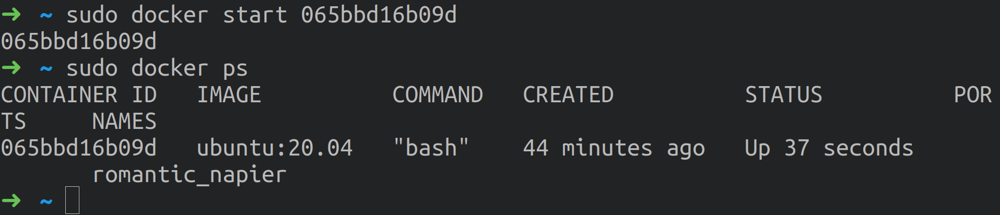 ➜ ~ sudo docker start 065bbd16b09d
065bbd16b09d
➜ ~ sudo docker ps
CONTAINER ID   IMAGE          COMMAND   CREATED          STATUS          POR
TS     NAMES
065bbd16b09d   ubuntu:20.04   "bash"    44 minutes ago   Up 37 seconds
romantic_napier
➜ ~